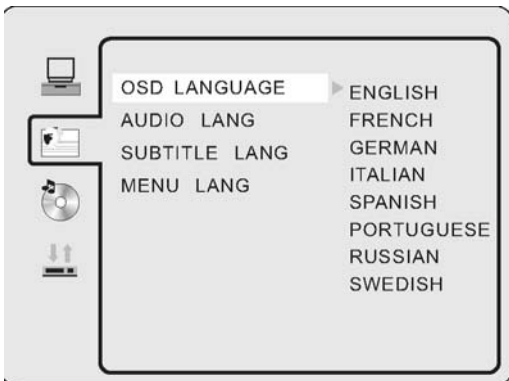 OSD LANGUAGE
AUDIO LANG
SUBTITLE LANG
MENU LANG
ENGLISH
FRENCH
GERMAN
ITALIAN
SPANISH
PORTUGUESE
RUSSIAN
SWEDISH